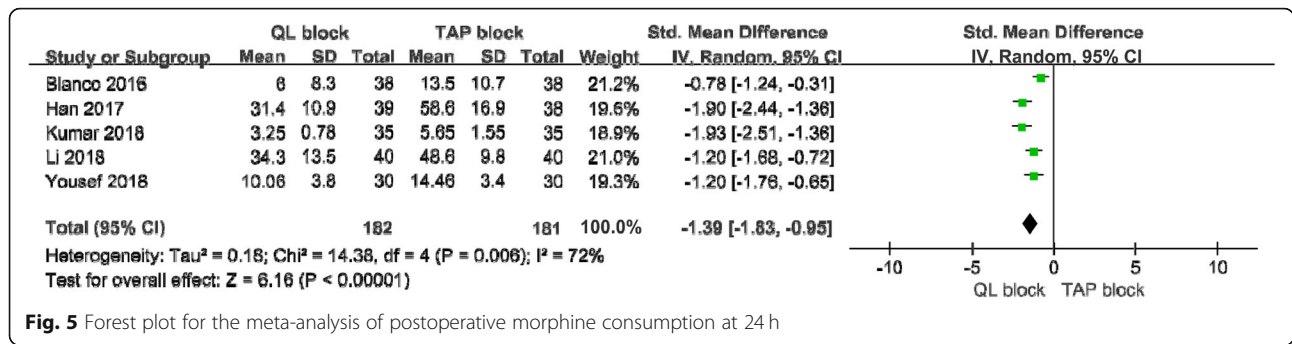 QL block TAP block Std. Mean Difference Std. Mean Difference
Study or Subgroup Mean SD Total Mean SD Total Weight IV, Random, 95% CI IV, Random, 95% CI
Blanco 2016 6 8.3 38 13.5 10.7 38 21.2% -0.78 [-1.24, -0.31]
Han 2017 31.4 10.9 39 58.6 16.9 38 19.6% -1.90 [-2.44, -1.36]
Kumar 2018 3.25 0.78 35 5.65 1.55 35 18.9% -1.93 [-2.51, -1.36]
Li 2018 34.3 13.5 40 48.6 9.8 40 21.0% -1.20 [-1.68, -0.72]
Yousef 2018 10.06 3.8 30 14.46 3.4 30 19.3% -1.20 [-1.76, -0.65]
Total (95% CI) 182 181 100.0% -1.39 [-1.83, -0.95]
Heterogeneity: Tau² = 0.18; Chi² = 14.38, df = 4 (P = 0.006); I² = 72%
Test for overall effect: Z = 6.16 (P < 0.00001)
-10 -5 0 5 10
QL block TAP block
Fig. 5 Forest plot for the meta-analysis of postoperative morphine consumption at 24 h